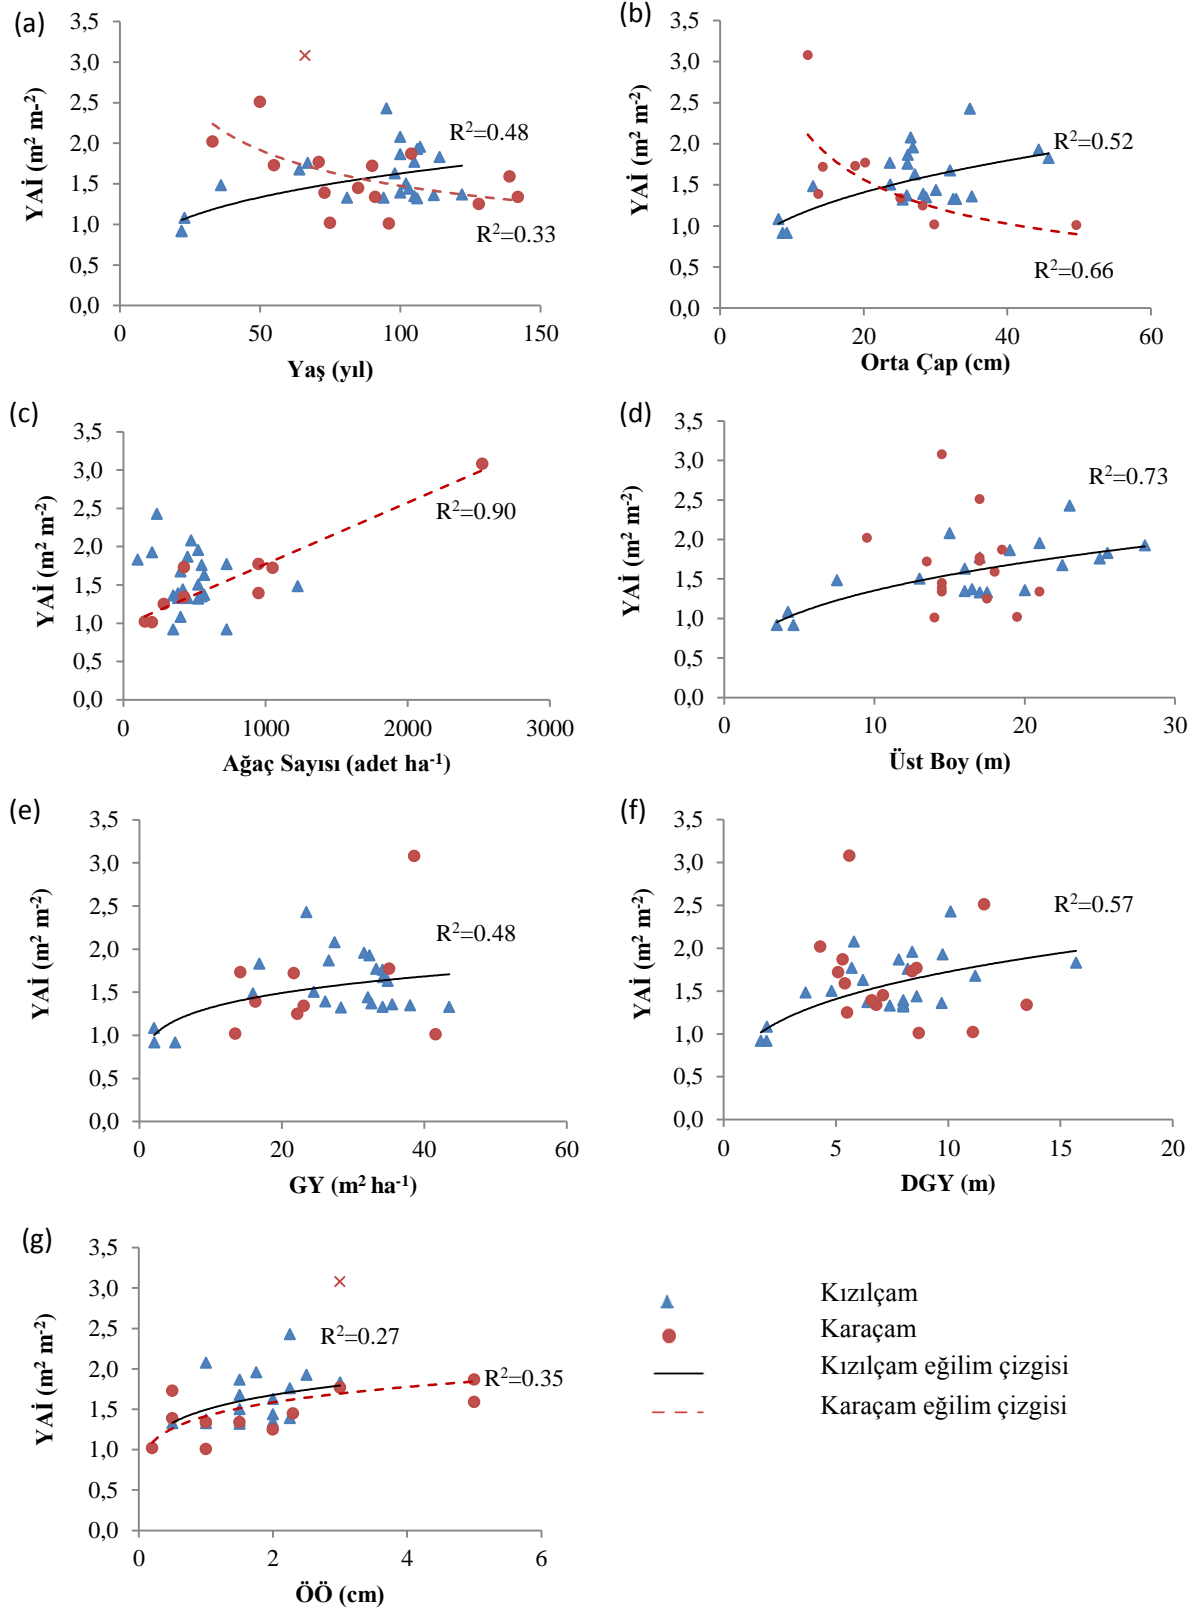 (a)
3,5
3,0
2,5
2,0
1,5
1,0
0,5
0,0
YAİ (m² m-²)
R²=0.48
R²=0.33
0 50 100 150
Yaş (yıl)
(b)
3,5
3,0
2,5
2,0
1,5
1,0
0,5
0,0
YAİ (m² m⁻²)
R²=0.52
R²=0.66
0 20 40 60
Orta Çap (cm)
(c)
3,5
3,0
2,5
2,0
1,5
1,0
0,5
0,0
YAİ (m² m⁻²)
R²=0.90
0 1000 2000 3000
Ağaç Sayısı (adet ha⁻¹)
(d)
3,5
3,0
2,5
2,0
1,5
1,0
0,5
0,0
YAİ (m² m⁻²)
R²=0.73
0 10 20 30
Üst Boy (m)
(e)
3,5
3,0
2,5
2,0
1,5
1,0
0,5
0,0
YAİ (m² m⁻²)
R²=0.48
0 20 40 60
GY (m² ha⁻¹)
(f)
3,5
3,0
2,5
2,0
1,5
1,0
0,5
0,0
YAİ (m² m⁻²)
R²=0.57
0 5 10 15 20
DGY (m)
(g)
3,5
3,0
2,5
2,0
1,5
1,0
0,5
0,0
YAİ (m² m⁻²)
R²=0.27
R²=0.35
0 2 4 6
ÖÖ (cm)
Kızılçam
Karaçam
Kızılçam eğilim çizgisi
Karaçam eğilim çizgisi